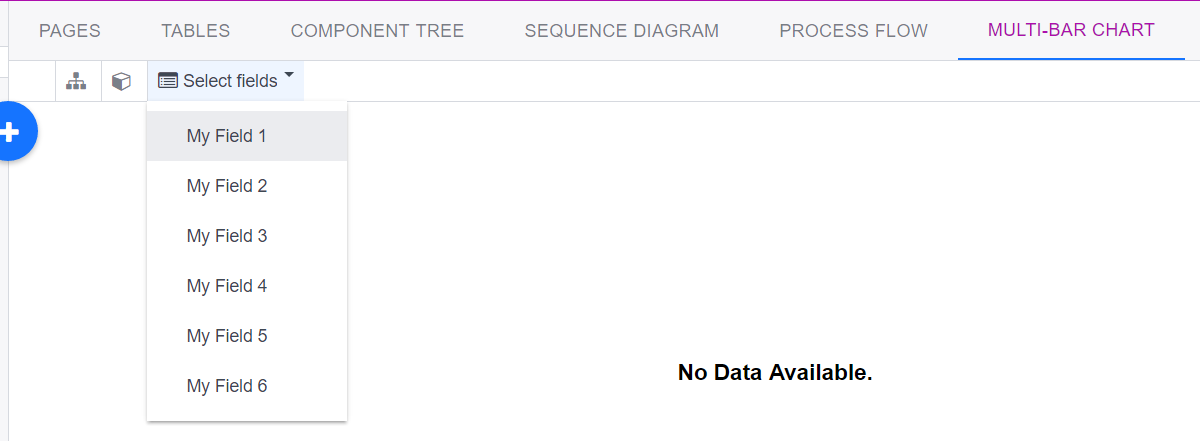 PAGES
TABLES
COMPONENT TREE
SEQUENCE DIAGRAM
PROCESS FLOW
MULTI-BAR CHART
Select fields
My Field 1
My Field 2
My Field 3
My Field 4
My Field 5
My Field 6
No Data Available.